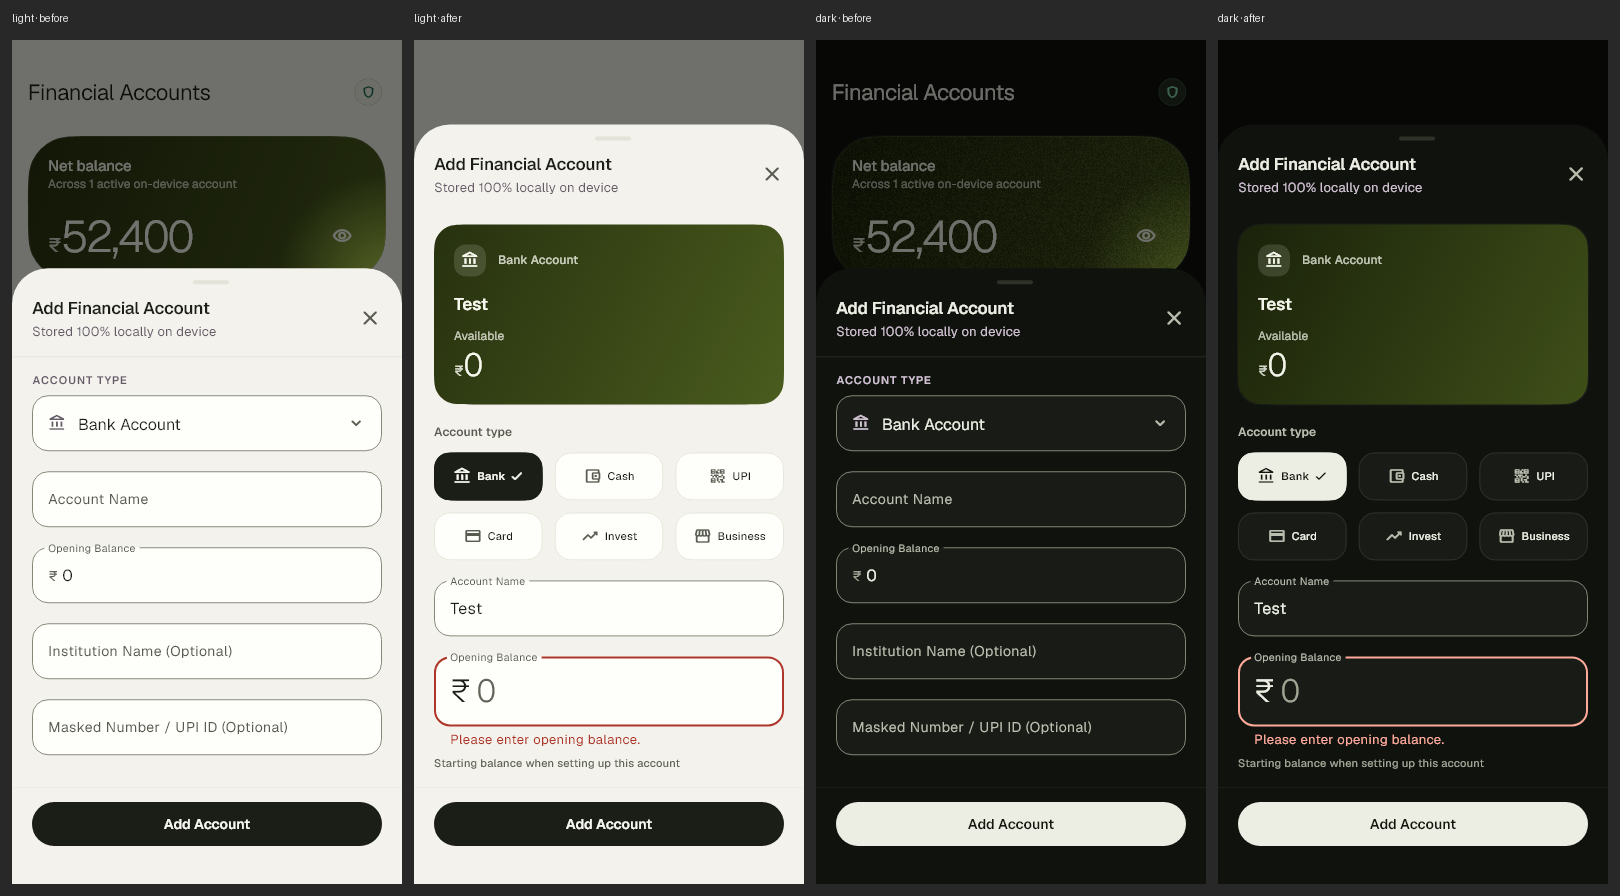 light·before
Financial Accounts
Net balance
Across 1 active on-device account
₹52,400
Add Financial Account
Stored 100% locally on device
ACCOUNT TYPE
Bank Account
Account Name
Opening Balance
₹ 0
Institution Name (Optional)
Masked Number / UPI ID (Optional)
Add Account
light·after
Add Financial Account
Stored 100% locally on device
Bank Account
Test
Available
₹0
Account type
Bank
Cash
UPI
Card
Invest
Business
Account Name
Test
Opening Balance
₹ 0
Please enter opening balance.
Starting balance when setting up this account
Add Account
dark·before
Financial Accounts
Net balance
Across 1 active on-device account
₹52,400
Add Financial Account
Stored 100% locally on device
ACCOUNT TYPE
Bank Account
Account Name
Opening Balance
₹ 0
Institution Name (Optional)
Masked Number / UPI ID (Optional)
Add Account
dark·after
Add Financial Account
Stored 100% locally on device
Bank Account
Test
Available
₹0
Account type
Bank
Cash
UPI
Card
Invest
Business
Account Name
Test
Opening Balance
₹ 0
Please enter opening balance.
Starting balance when setting up this account
Add Account